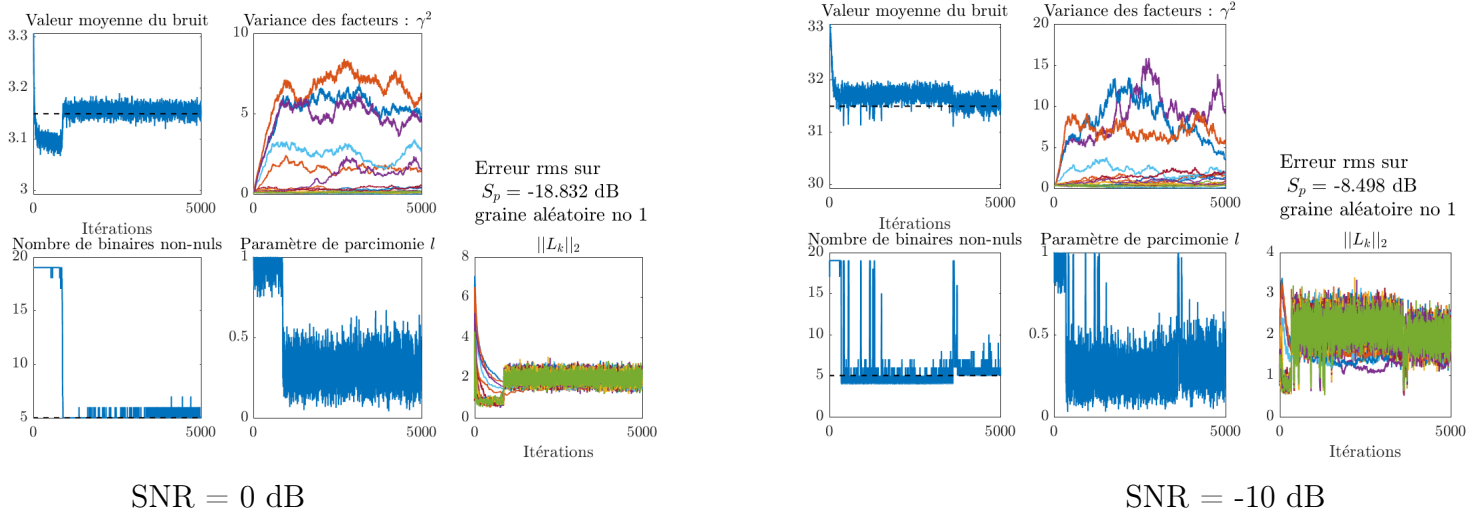 Valeur moyenne du bruit
3.3
3.2
3.1
3
0 5000
Itérations
Variance des facteurs : γ²
10
5
0
0 5000
Erreur rms sur
S_p = -18.832 dB
graine aléatoire no 1
Nombre de binaires non-nuls
20
15
10
5
0 5000
Paramètre de parcimonie l
1
0.5
0
0 5000
||L_k||₂
8
6
4
2
0
0 5000
Itérations
SNR = 0 dB
Valeur moyenne du bruit
33
32
31
30
0 5000
Itérations
Variance des facteurs : γ²
20
15
10
5
0
0 5000
Erreur rms sur
S_p = -8.498 dB
graine aléatoire no 1
Nombre de binaires non-nuls
20
15
10
5
0
0 5000
Paramètre de parcimonie l
1
0.5
0
0 5000
||L_k||₂
4
3
2
1
0
0 5000
Itérations
SNR = -10 dB